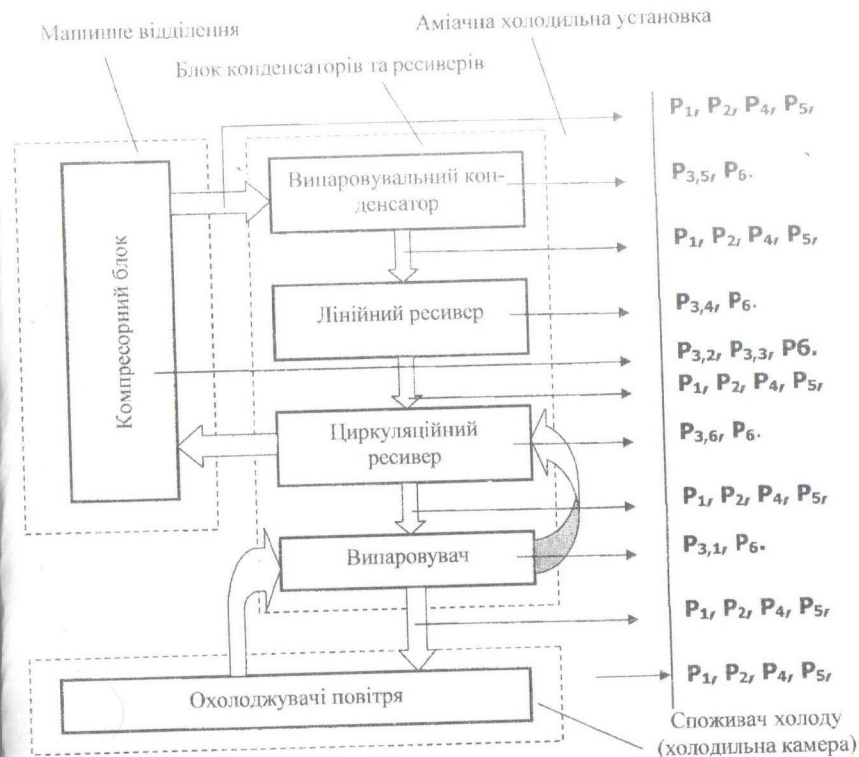 Машинне відділення
Аміачна холодильна установка
Блок конденсаторів та ресиверів
P1, P2, P4, P5,
Випаровувальний кон-
денсатор
P3,5, P6.
P1, P2, P4, P5,
Компресорний блок
Лінійний ресивер
P3,4, P6.
P3,2, P3,3, P6.
P1, P2, P4, P5,
Циркуляційний
ресивер
P3,6, P6.
P1, P2, P4, P5,
Випаровувач
P3,1, P6.
P1, P2, P4, P5,
Охолоджувачі повітря
P1, P2, P4, P5,
Споживач холоду
(холодильна камера)